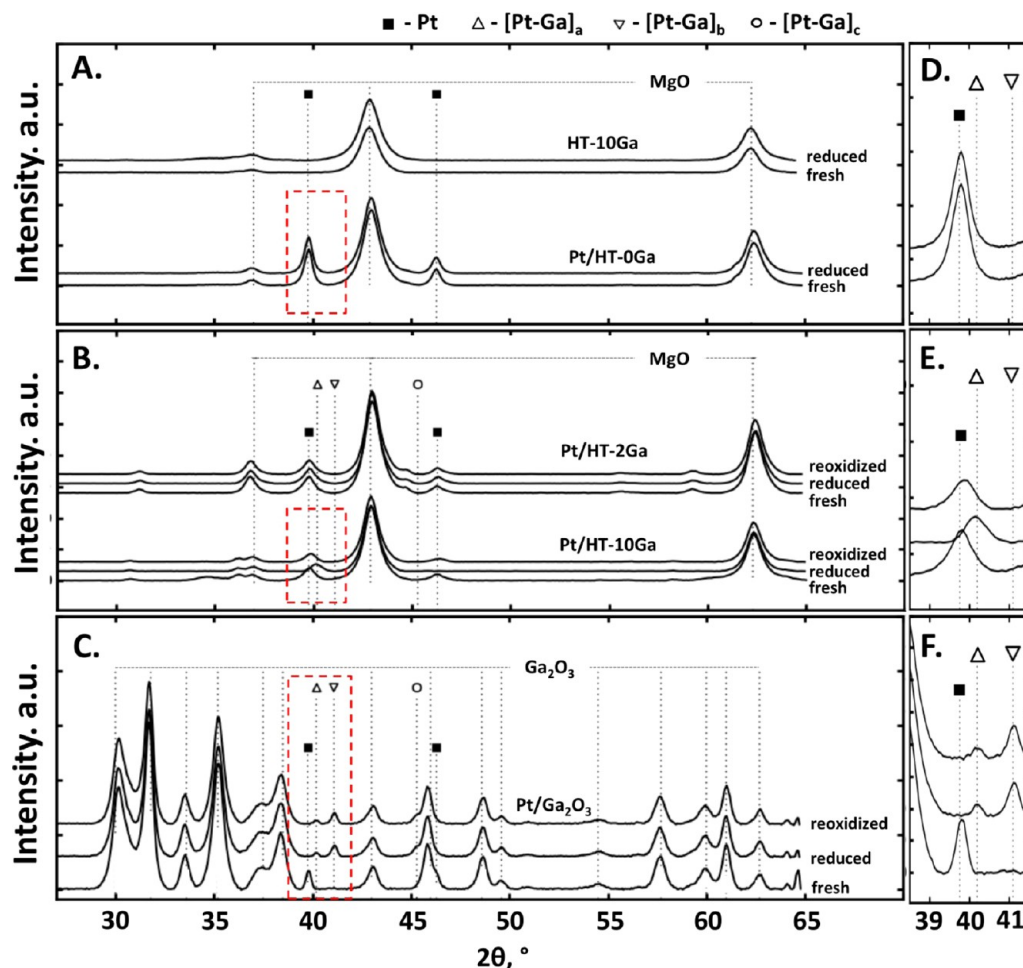 ■ - Pt △ - [Pt-Ga]a ▽ - [Pt-Ga]b ○ - [Pt-Ga]c
Intensity. a.u.
A.
MgO
HT-10Ga
reduced
fresh
Pt/HT-0Ga
reduced
fresh
D.
Intensity. a.u.
B.
MgO
Pt/HT-2Ga
reoxidized
reduced
fresh
Pt/HT-10Ga
reoxidized
reduced
fresh
E.
Intensity. a.u.
C.
Ga₂O₃
Pt/Ga₂O₃
reoxidized
reduced
fresh
F.
30 35 40 45 50 55 60 65
39 40 41
2θ, °